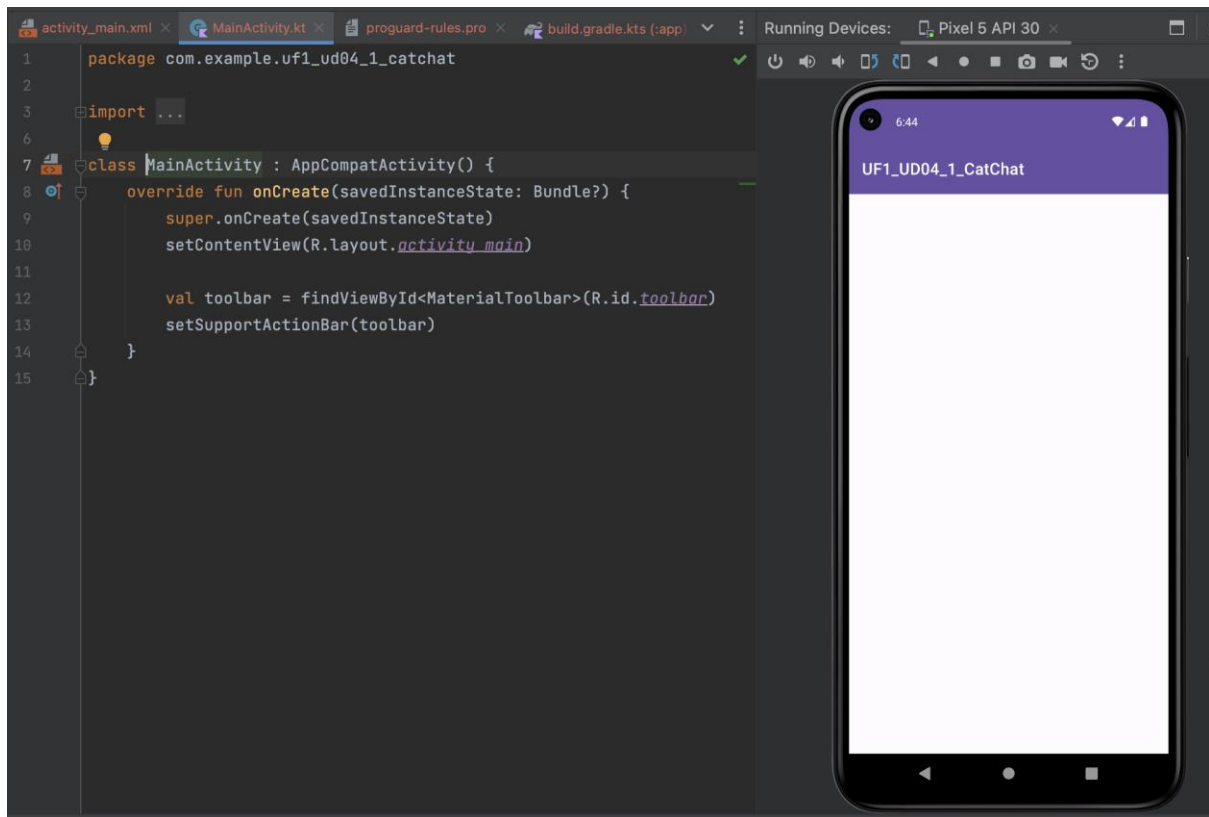 activity_main.xml MainActivity.kt proguard-rules.pro build.gradle.kts (:app) Running Devices: Pixel 5 API 30
1 package com.example.uf1_ud04_1_catchat
2
3 import ...
6
7 class MainActivity : AppCompatActivity() {
8 override fun onCreate(savedInstanceState: Bundle?) {
9 super.onCreate(savedInstanceState)
10 setContentView(R.layout.activity_main)
11
12 val toolbar = findViewById<MaterialToolbar>(R.id.toolbar)
13 setSupportActionBar(toolbar)
14 }
15 }
6:44
UF1_UD04_1_CatChat